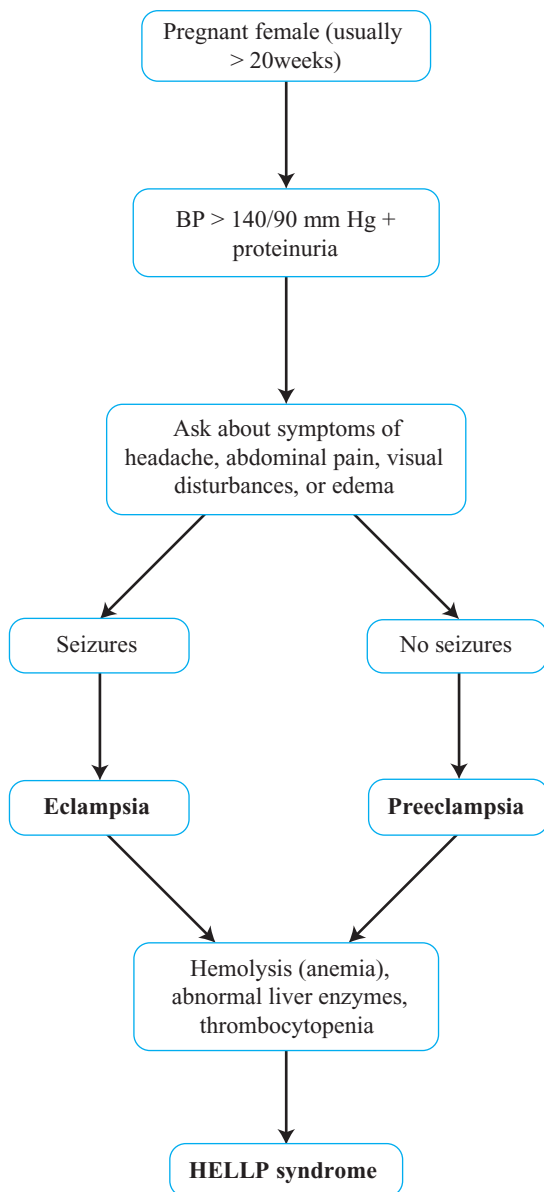 Pregnant female (usually
> 20weeks)
BP > 140/90 mm Hg +
proteinuria
Ask about symptoms of
headache, abdominal pain, visual
disturbances, or edema
Seizures
No seizures
Eclampsia
Preeclampsia
Hemolysis (anemia),
abnormal liver enzymes,
thrombocytopenia
HELLP syndrome